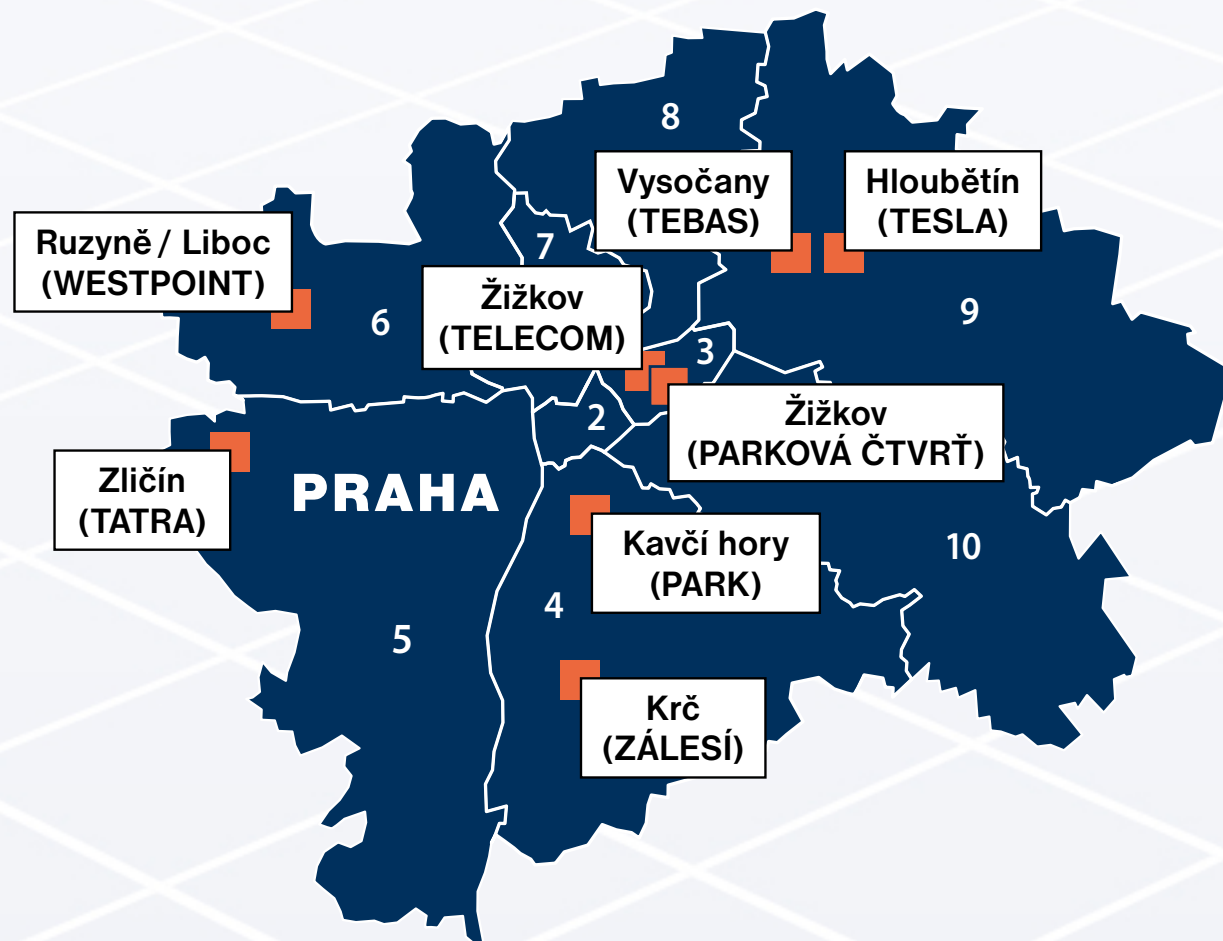 8
Vysočany
(TEBAS)
Hloubětín
(TESLA)
Ruzyně / Liboc
(WESTPOINT)
7
Žižkov
(TELECOM)
6
9
3
2
Žižkov
(PARKOVÁ ČTVRŤ)
Zličín
(TATRA)
PRAHA
Kavčí hory
(PARK)
10
4
5
Krč
(ZÁLESÍ)